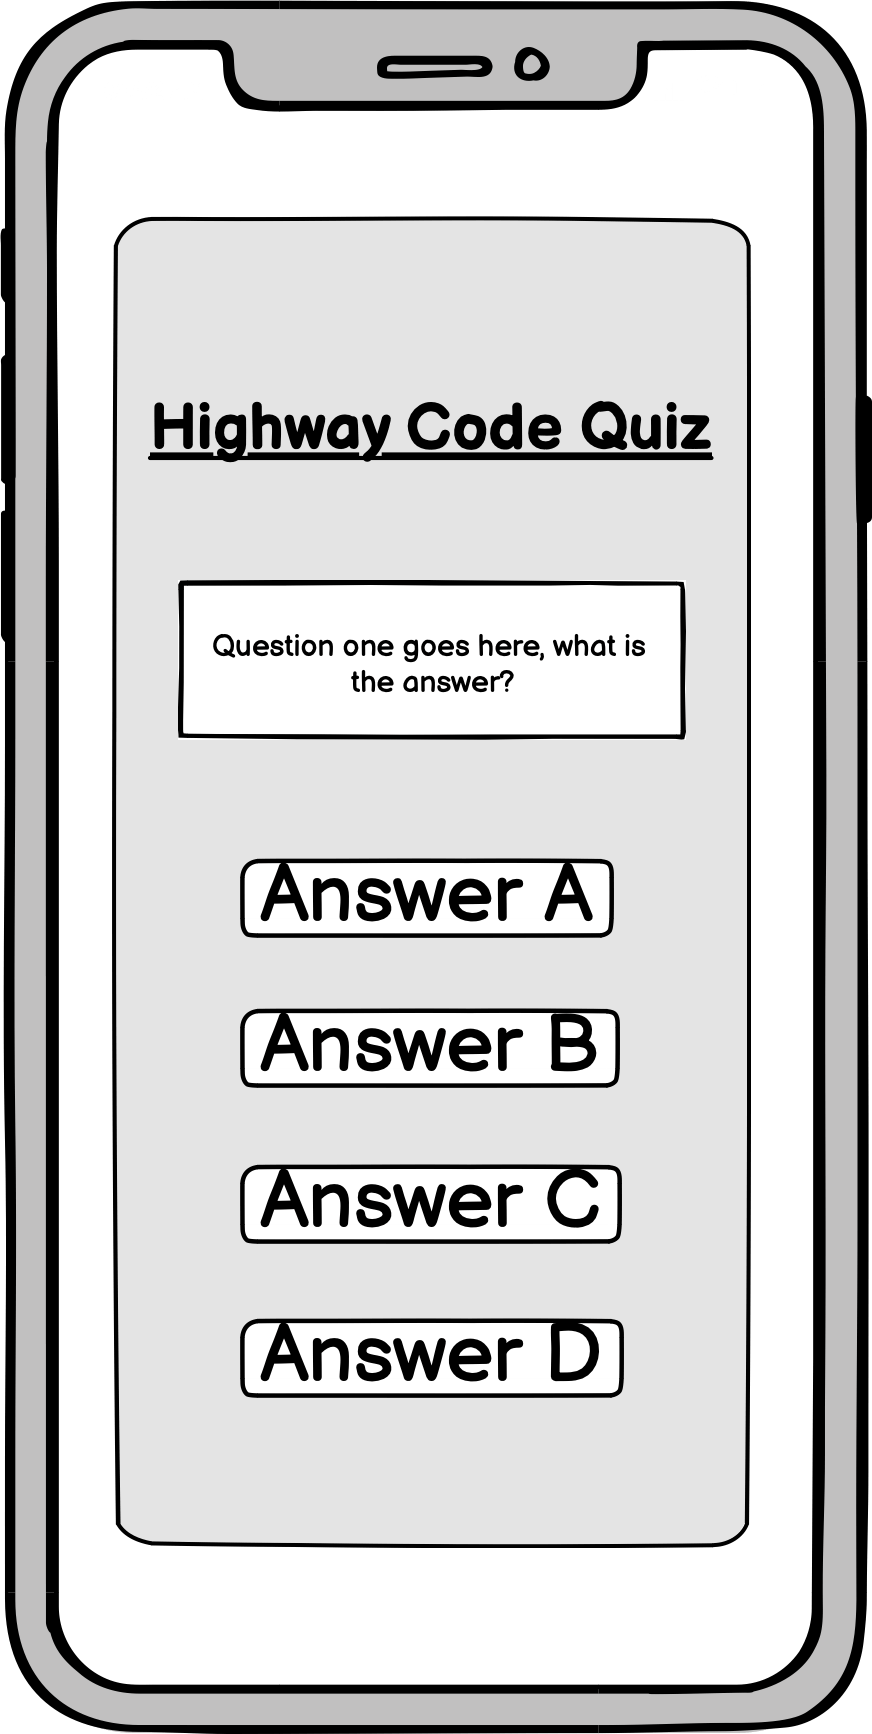 Highway Code Quiz
Question one goes here, what is
the answer?
Answer A
Answer B
Answer C
Answer D